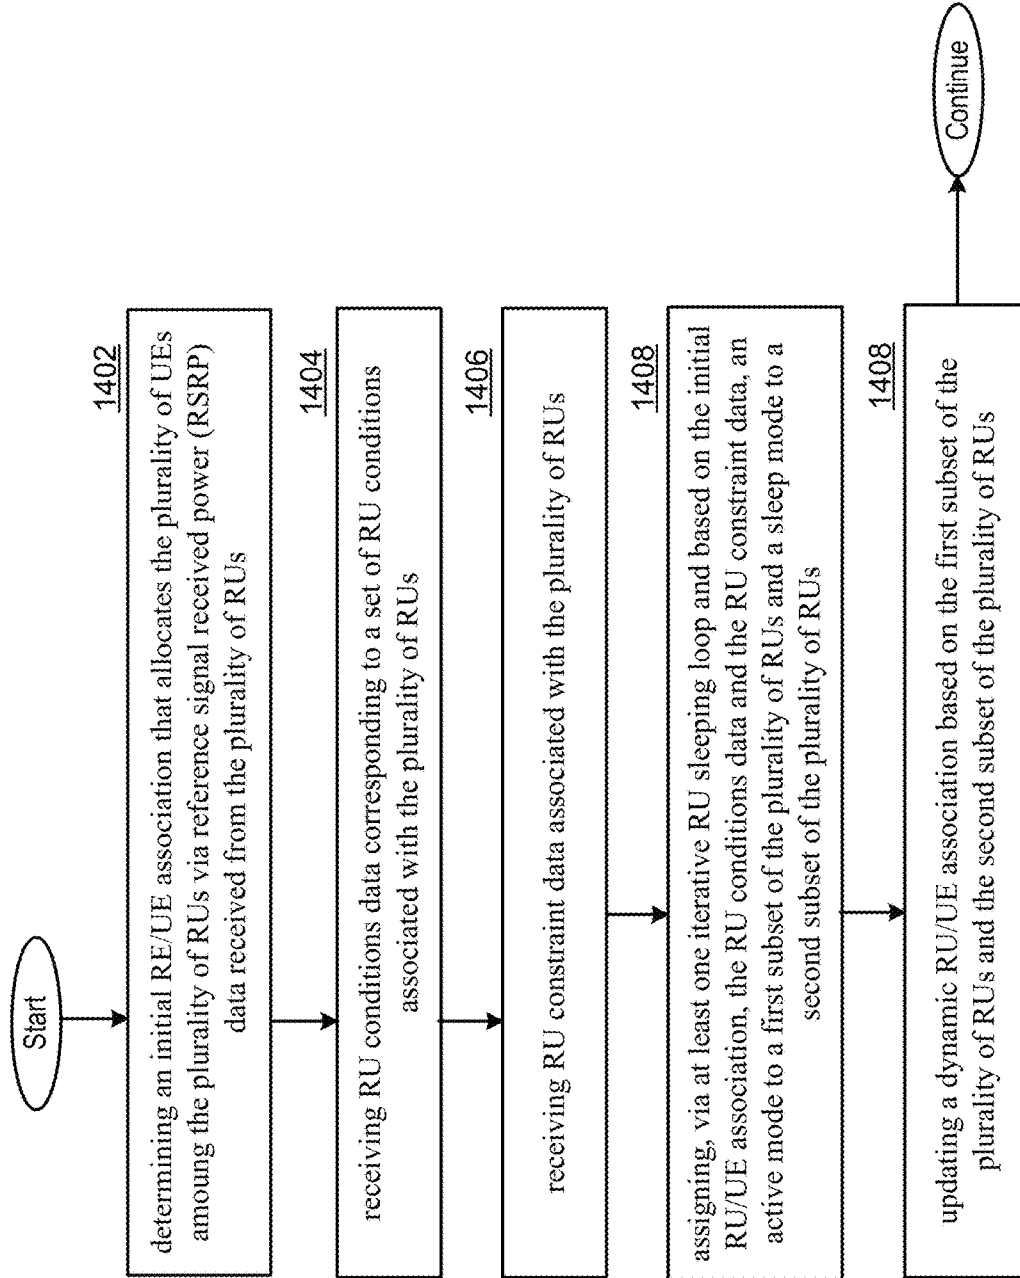 Start
1402
determining an initial RE/UE association that allocates the plurality of UEs
amoung the plurality of RUs via reference signal received power (RSRP)
data received from the plurality of RUs
1404
receiving RU conditions data corresponding to a set of RU conditions
associated with the plurality of RUs
1406
receiving RU constraint data associated with the plurality of RUs
1408
assigning, via at least one iterative RU sleeping loop and based on the initial
RU/UE association, the RU conditions data and the RU constraint data, an
active mode to a first subset of the plurality of RUs and a sleep mode to a
second subset of the plurality of RUs
1408
updating a dynamic RU/UE association based on the first subset of the
plurality of RUs and the second subset of the plurality of RUs
Continue